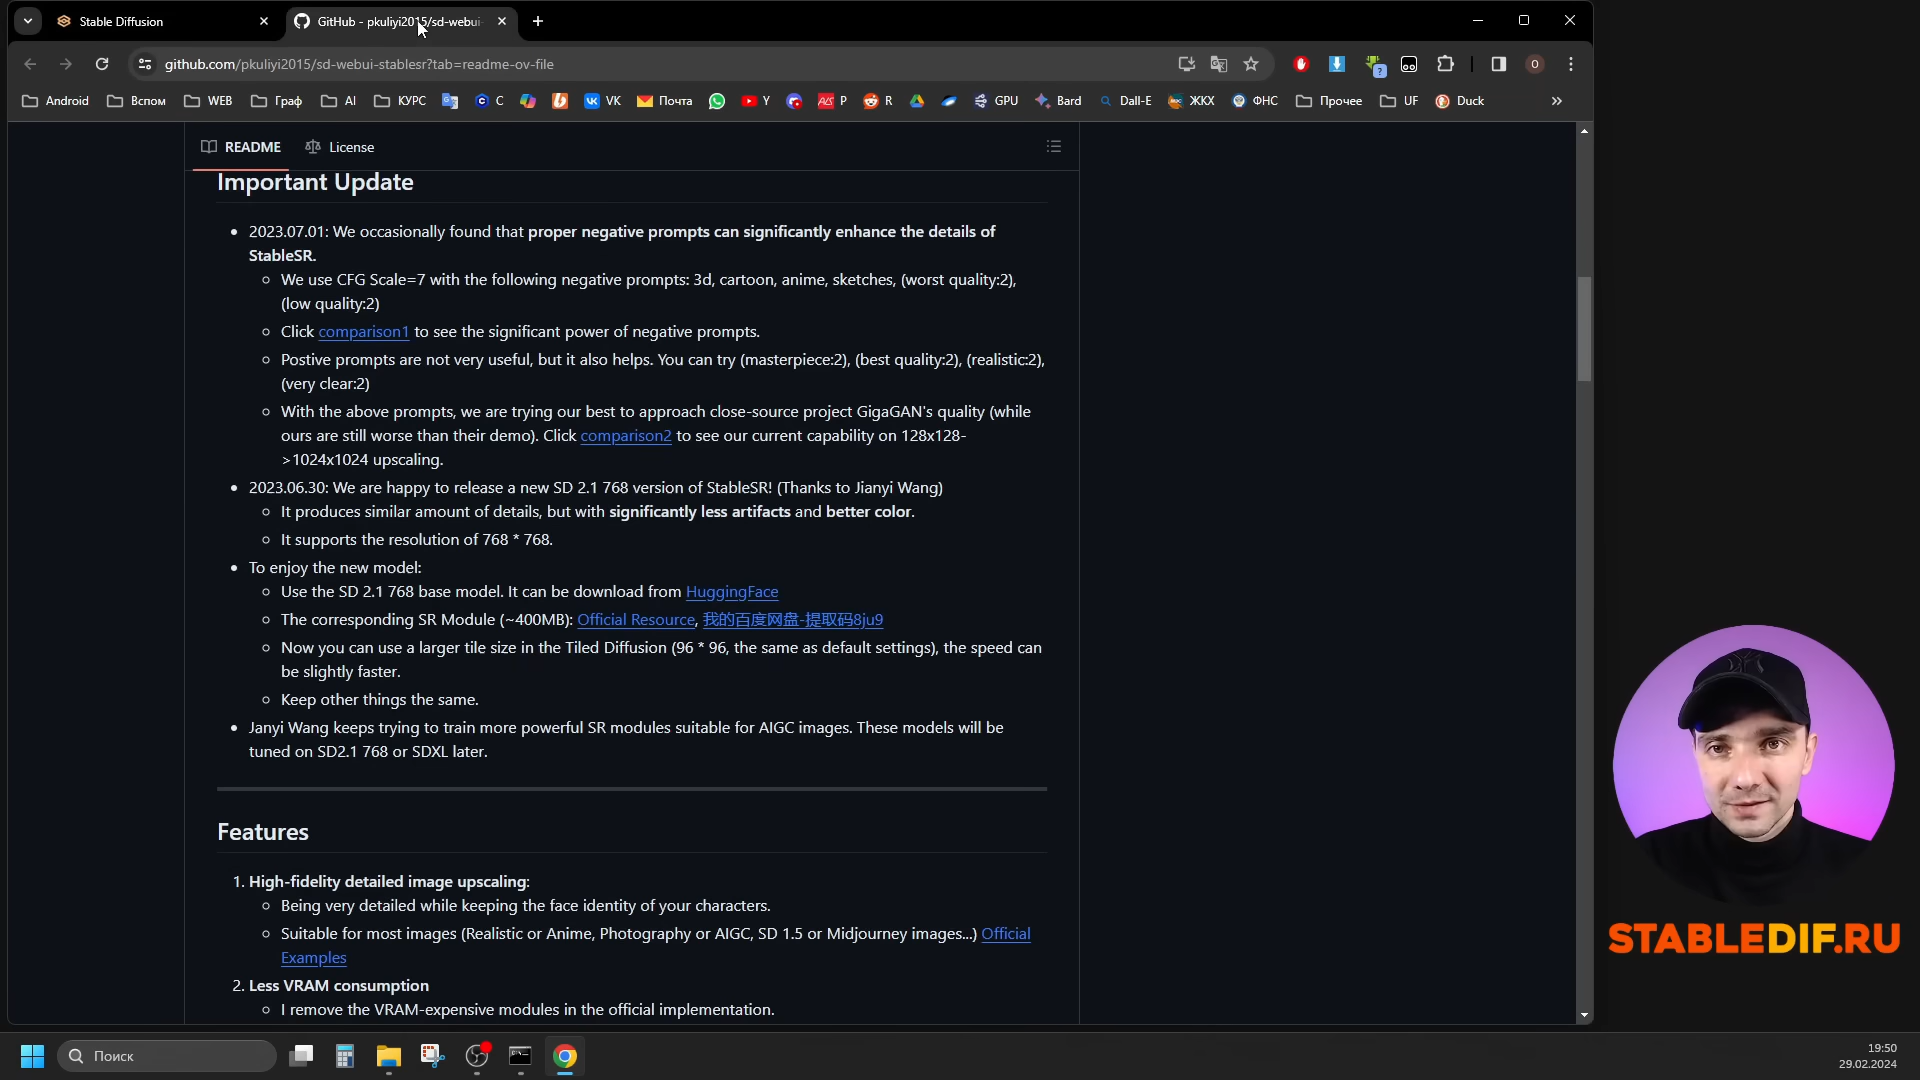 Stable Diffusion
GitHub - pkuliyi2015/sd-webui-
github.com/pkuliyi2015/sd-webui-stablesr?tab=readme-ov-file
O
Android Вспом WEB Граф AI КУРС C VK Почта Y P R GPU Bard Dall-E ЖКХ ФНС Прочее UF Duck
README License
Important Update
2023.07.01: We occasionally found that proper negative prompts can significantly enhance the details of
StableSR.
We use CFG Scale=7 with the following negative prompts: 3d, cartoon, anime, sketches, (worst quality:2),
(low quality:2)
Click comparison1 to see the significant power of negative prompts.
Postive prompts are not very useful, but it also helps. You can try (masterpiece:2), (best quality:2), (realistic:2),
(very clear:2)
With the above prompts, we are trying our best to approach close-source project GigaGAN's quality (while
ours are still worse than their demo). Click comparison2 to see our current capability on 128x128-
>1024x1024 upscaling.
2023.06.30: We are happy to release a new SD 2.1 768 version of StableSR! (Thanks to Jianyi Wang)
It produces similar amount of details, but with significantly less artifacts and better color.
It supports the resolution of 768 * 768.
To enjoy the new model:
Use the SD 2.1 768 base model. It can be download from HuggingFace
The corresponding SR Module (~400MB): Official Resource, 我的百度网盘-提取码8ju9
Now you can use a larger tile size in the Tiled Diffusion (96 * 96, the same as default settings), the speed can
be slightly faster.
Keep other things the same.
Janyi Wang keeps trying to train more powerful SR modules suitable for AIGC images. These models will be
tuned on SD2.1 768 or SDXL later.
Features
1. High-fidelity detailed image upscaling:
Being very detailed while keeping the face identity of your characters.
Suitable for most images (Realistic or Anime, Photography or AIGC, SD 1.5 or Midjourney images...) Official
Examples
2. Less VRAM consumption
I remove the VRAM-expensive modules in the official implementation.
STABLEDIF.RU
Поиск
19:50
29.02.2024